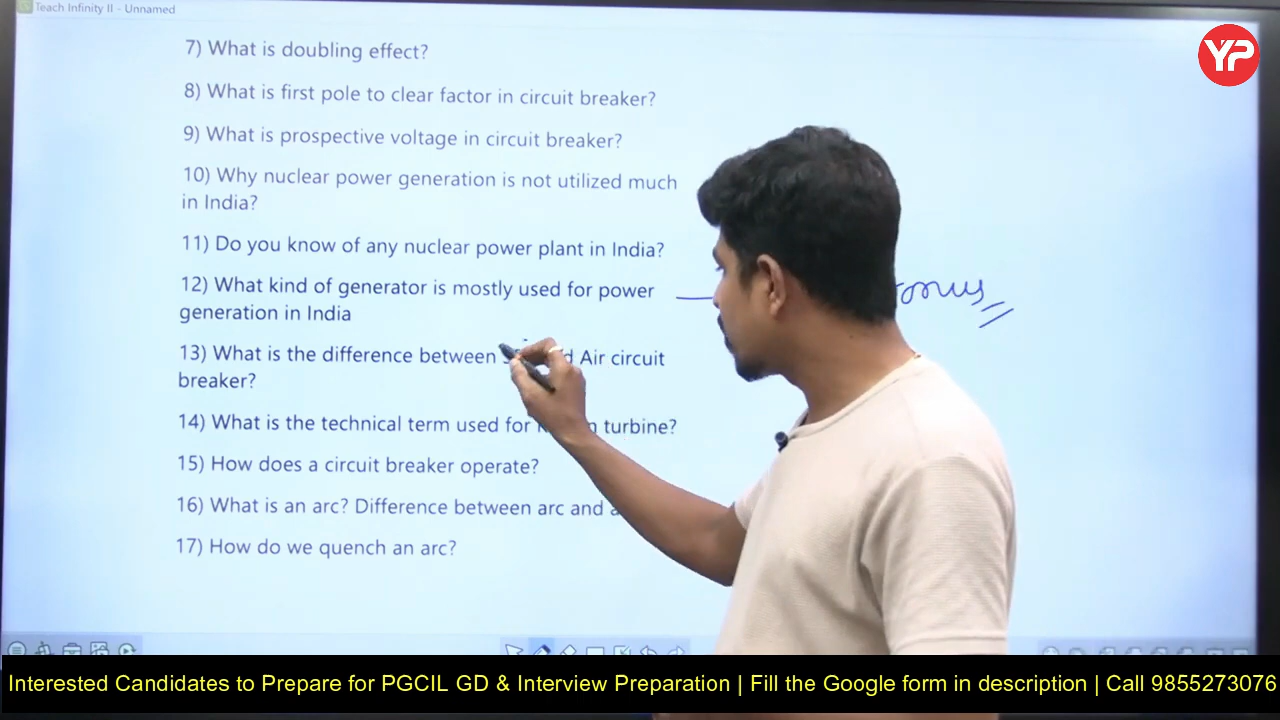 Teach Infinity II - Unnamed
YP
7) What is doubling effect?
8) What is first pole to clear factor in circuit breaker?
9) What is prospective voltage in circuit breaker?
10) Why nuclear power generation is not utilized much
in India?
11) Do you know of any nuclear power plant in India?
12) What kind of generator is mostly used for power
generation in India
13) What is the difference between Air circuit
breaker?
14) What is the technical term used for turbine?
15) How does a circuit breaker operate?
16) What is an arc? Difference between arc and
17) How do we quench an arc?
Interested Candidates to Prepare for PGCIL GD & Interview Preparation | Fill the Google form in description | Call 9855273076